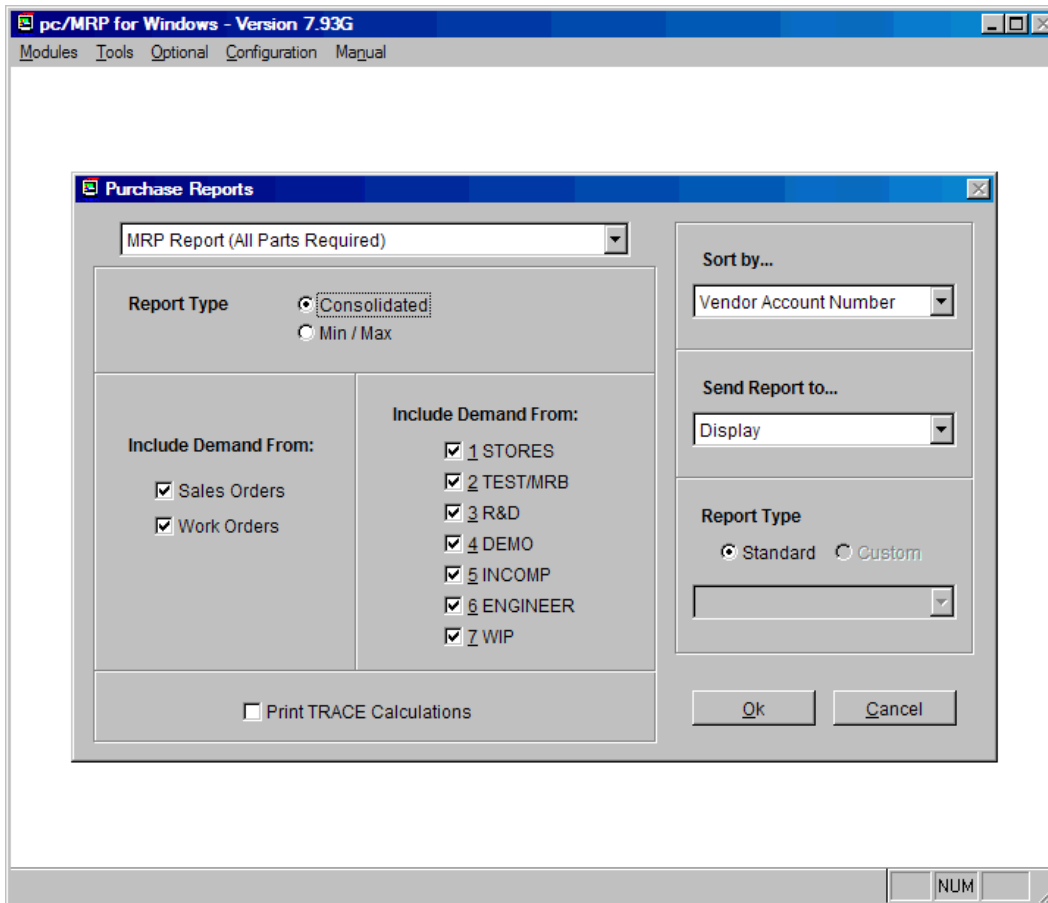 pc/MRP for Windows - Version 7.93G
Modules Tools Optional Configuration Manual
Purchase Reports
MRP Report (All Parts Required)
Report Type
Consolidated
Min / Max
Include Demand From:
Sales Orders
Work Orders
Include Demand From:
1 STORES
2 TEST/MRB
3 R&D
4 DEMO
5 INCOMP
6 ENGINEER
7 WIP
Print TRACE Calculations
Sort by...
Vendor Account Number
Send Report to...
Display
Report Type
Standard Custom
Ok Cancel
NUM